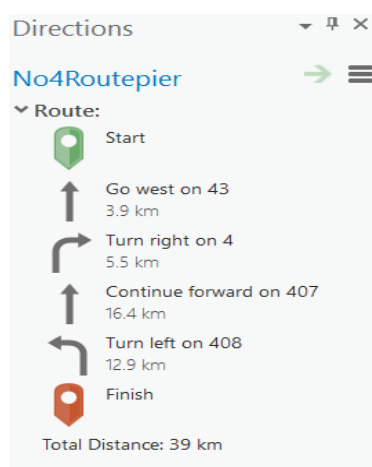 Directions
No4Routepier
Route:
Start
Go west on 43
3.9 km
Turn right on 4
5.5 km
Continue forward on 407
16.4 km
Turn left on 408
12.9 km
Finish
Total Distance: 39 km